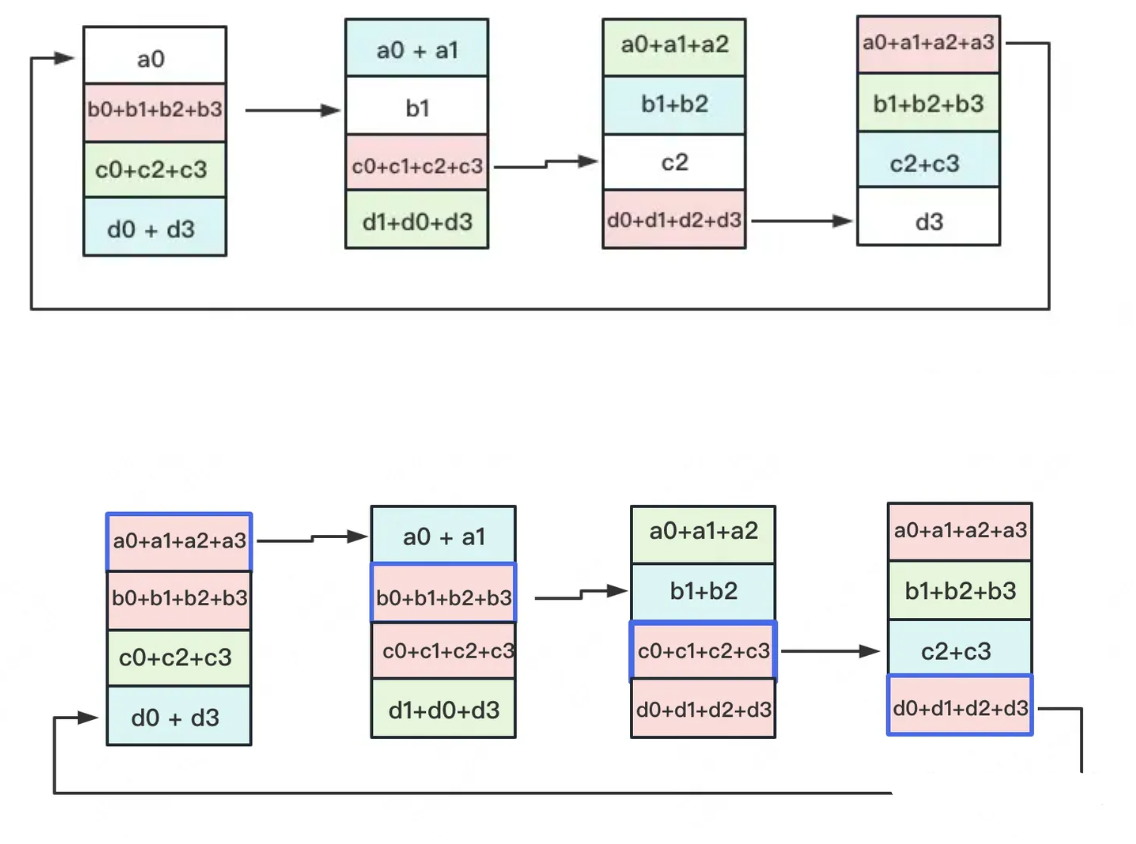 a0
b0+b1+b2+b3
c0+c2+c3
d0 + d3
a0 + a1
b1
c0+c1+c2+c3
d1+d0+d3
a0+a1+a2
b1+b2
c2
d0+d1+d2+d3
a0+a1+a2+a3
b1+b2+b3
c2+c3
d3
a0+a1+a2+a3
b0+b1+b2+b3
c0+c2+c3
d0 + d3
a0 + a1
b0+b1+b2+b3
c0+c1+c2+c3
d1+d0+d3
a0+a1+a2
b1+b2
c0+c1+c2+c3
d0+d1+d2+d3
a0+a1+a2+a3
b1+b2+b3
c2+c3
d0+d1+d2+d3